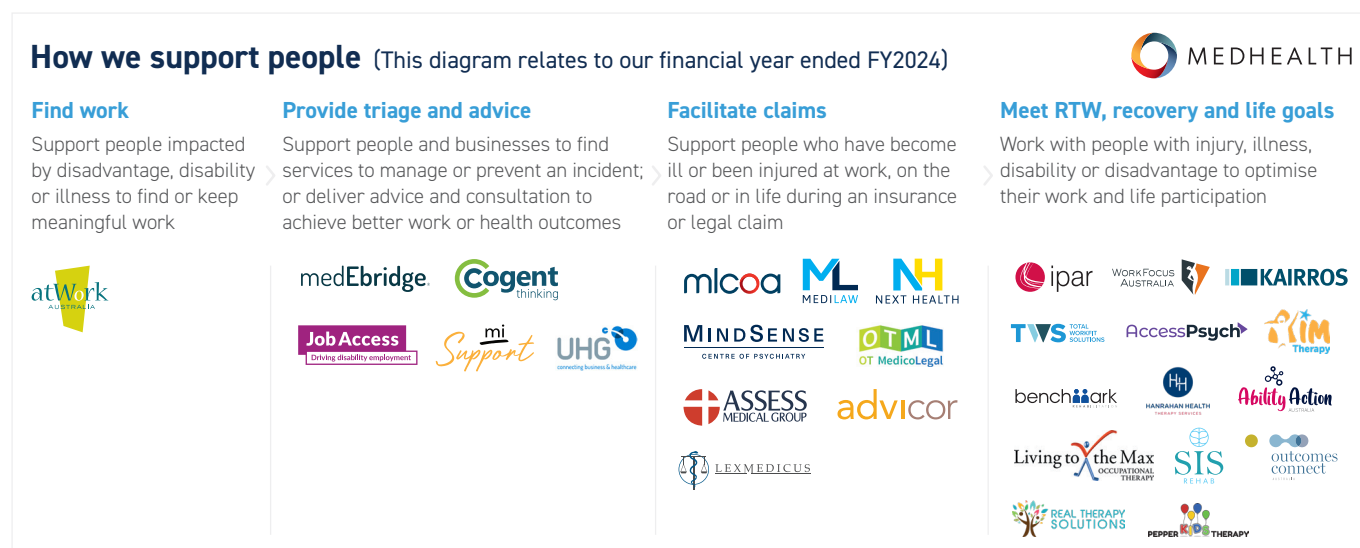 How we support people (This diagram relates to our financial year ended FY2024)
MEDHEALTH
Find work
Support people impacted
by disadvantage, disability
or illness to find or keep
meaningful work
Provide triage and advice
Support people and businesses to find
services to manage or prevent an incident;
or deliver advice and consultation to
achieve better work or health outcomes
Facilitate claims
Support people who have become
ill or been injured at work, on the
road or in life during an insurance
or legal claim
Meet RTW, recovery and life goals
Work with people with injury, illness,
disability or disadvantage to optimise
their work and life participation
atWork
AUSTRALIA
medEbridge.
Cogent
thinking
JobAccess
Driving disability employment
mi
Support
UHG
connecting business & healthcare
mlcoa
ML
MEDILAW
NH
NEXT HEALTH
MINDSENSE
CENTRE OF PSYCHIATRY
OTML
OT MedicoLegal
ASSESS
MEDICAL GROUP
advicor
LEXMEDICUS
ipar
WORKFOCUS
AUSTRALIA
KAIRROS
TWS
TOTAL
WORKFIT
SOLUTIONS
AccessPsych
AIM
Therapy
benchmark
HH
HANRAHAN HEALTH
THERAPY SERVICES
Ability Action
AUSTRALIA
Living to the Max
OCCUPATIONAL
THERAPY
SIS
REHAB
outcomes
connect
australia
REAL THERAPY
SOLUTIONS
PEPPER KIDS THERAPY